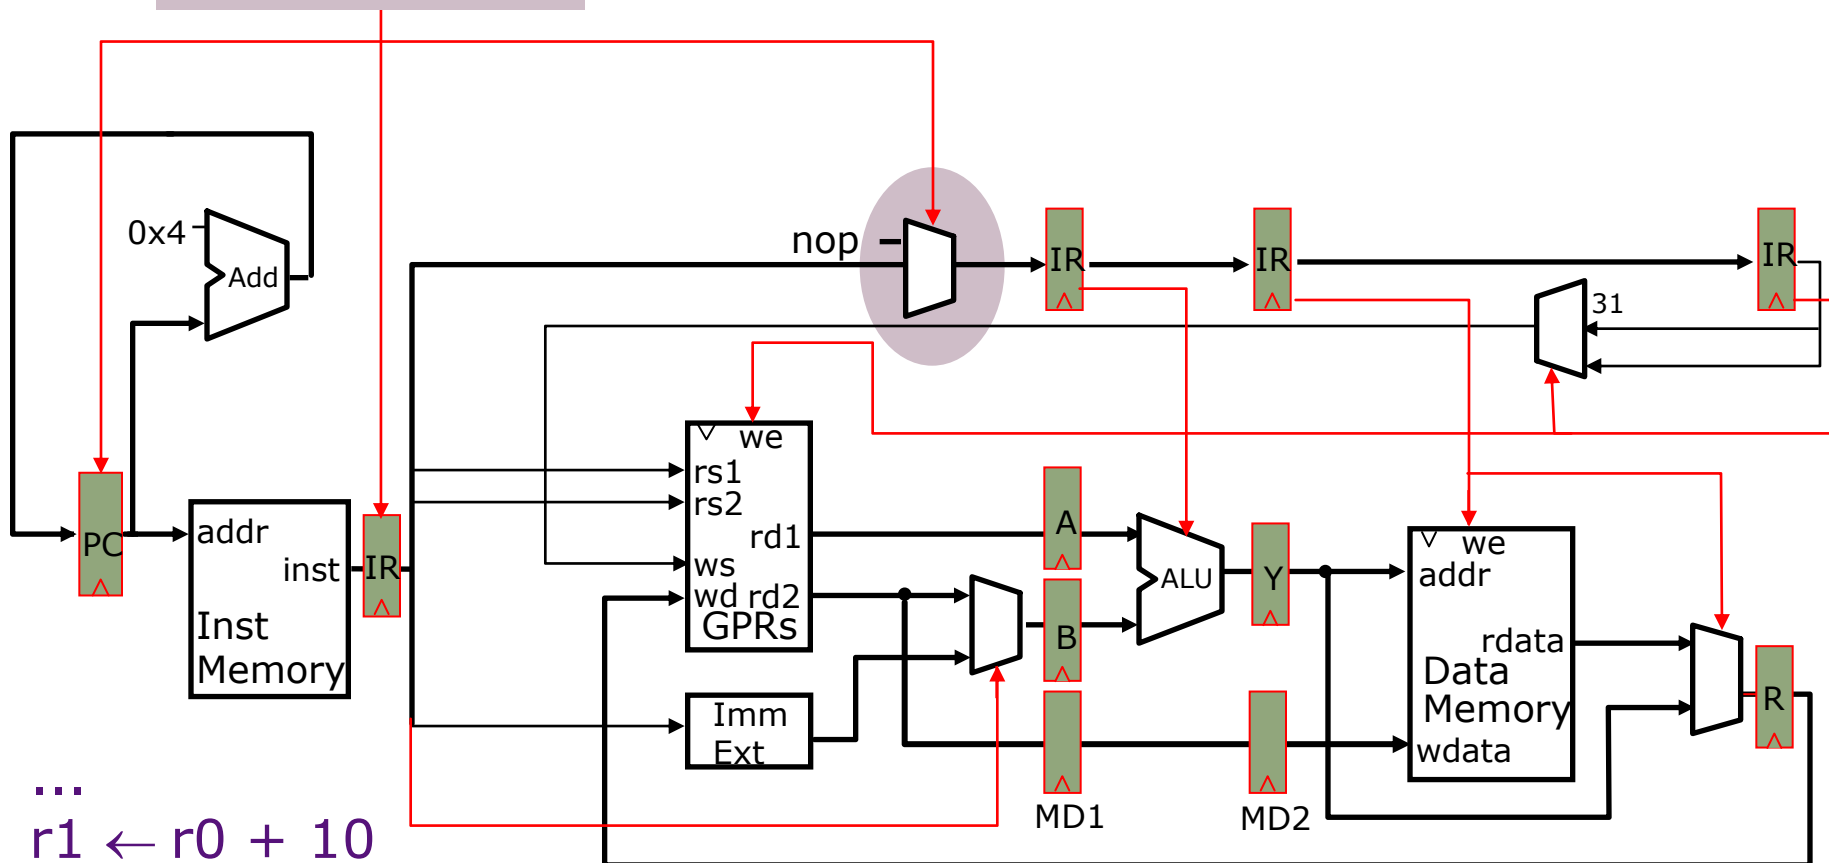 nop
IR
IR
IR
0x4
Add
31
we
rs1
rs2
rd1
A
PC
addr
inst
IR
ws
wd
rd2
GPRs
ALU
Y
we
addr
Inst
Memory
B
rdata
Data
Memory
wdata
R
Imm
Ext
MD1
MD2
...
r1 ← r0 + 10